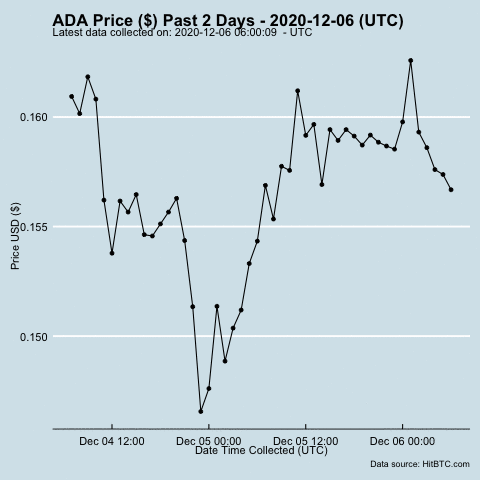 ADA Price ($) Past 2 Days - 2020-12-06 (UTC)
Latest data collected on: 2020-12-06 06:00:09  - UTC
0.160
0.155
0.150
Price USD ($)
Dec 04 12:00
Dec 05 00:00
Dec 05 12:00
Dec 06 00:00
Date Time Collected (UTC)
Data source: HitBTC.com